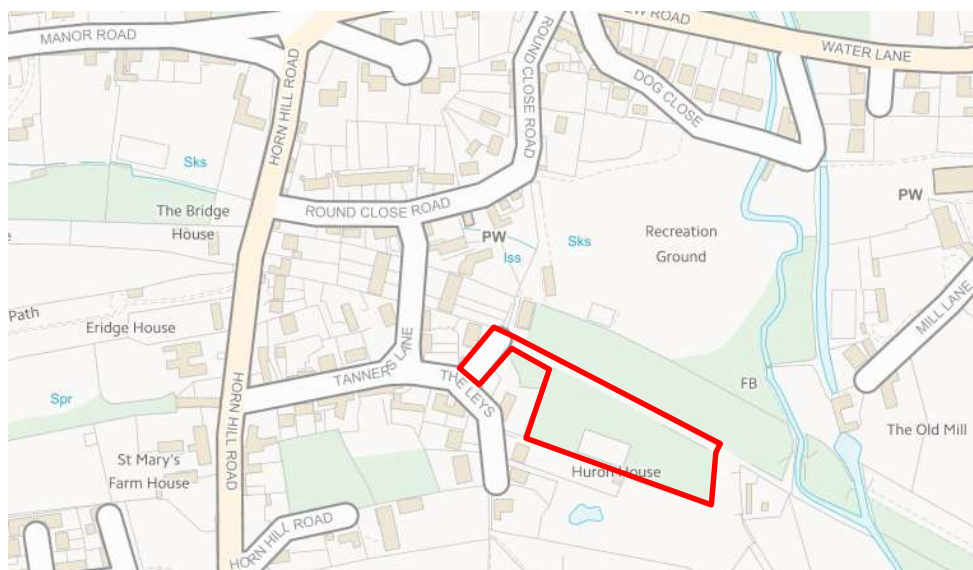 MANOR ROAD
HORN HILL ROAD
ROUND CLOSE ROAD
DOG CLOSE
WATER LANE
Sks
The Bridge
House
ROUND CLOSE ROAD
PW
Iss
Sks
Recreation
Ground
PW
Path
Eridge House
TANNERS LANE
THE LEYS
FB
MILL LANE
Spr
HORN HILL ROAD
St Mary's
Farm House
Huron House
The Old Mill
HORN HILL ROAD